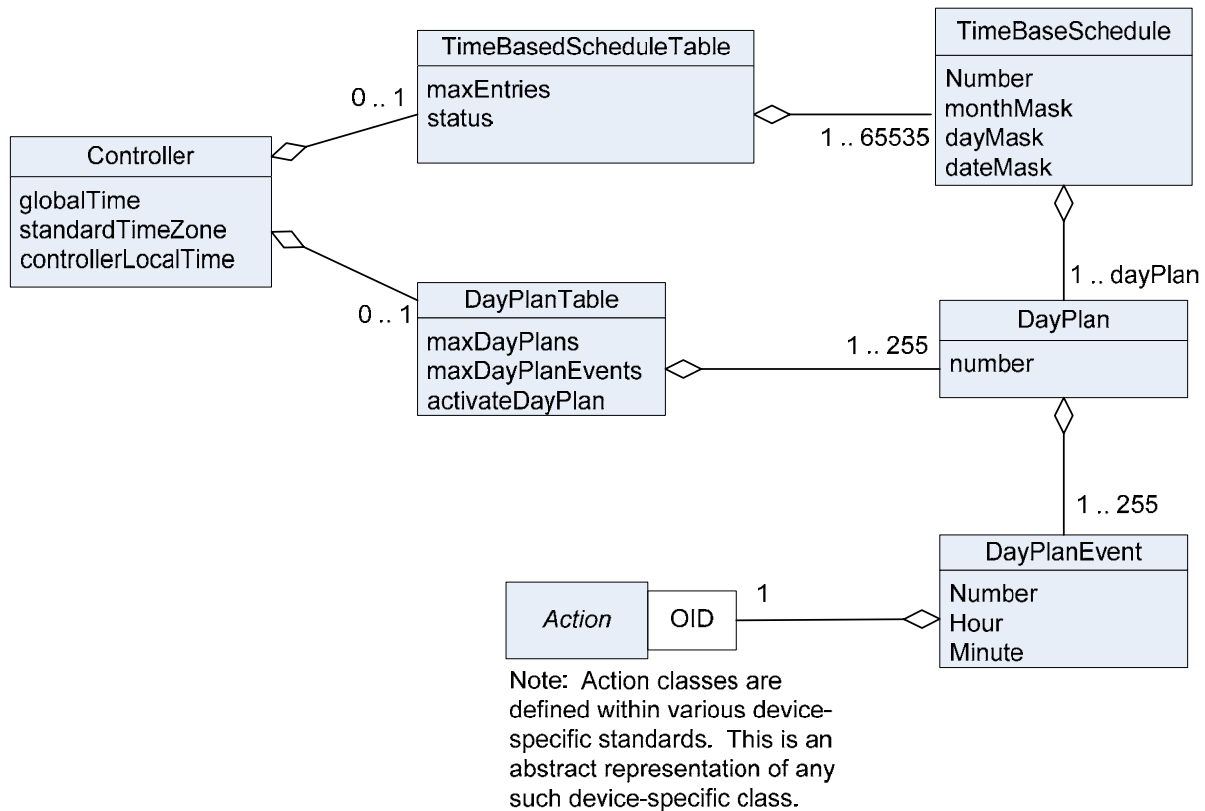 TimeBaseSchedule
Number
monthMask
dayMask
dateMask
TimeBasedScheduleTable
maxEntries
status
0 .. 1
1 .. 65535
Controller
globalTime
standardTimeZone
controllerLocalTime
0 .. 1
DayPlanTable
maxDayPlans
maxDayPlanEvents
activateDayPlan
1 .. dayPlan
1 .. 255
DayPlan
number
1 .. 255
DayPlanEvent
Number
Hour
Minute
1
Action
OID
Note: Action classes are
defined within various device-
specific standards. This is an
abstract representation of any
such device-specific class.